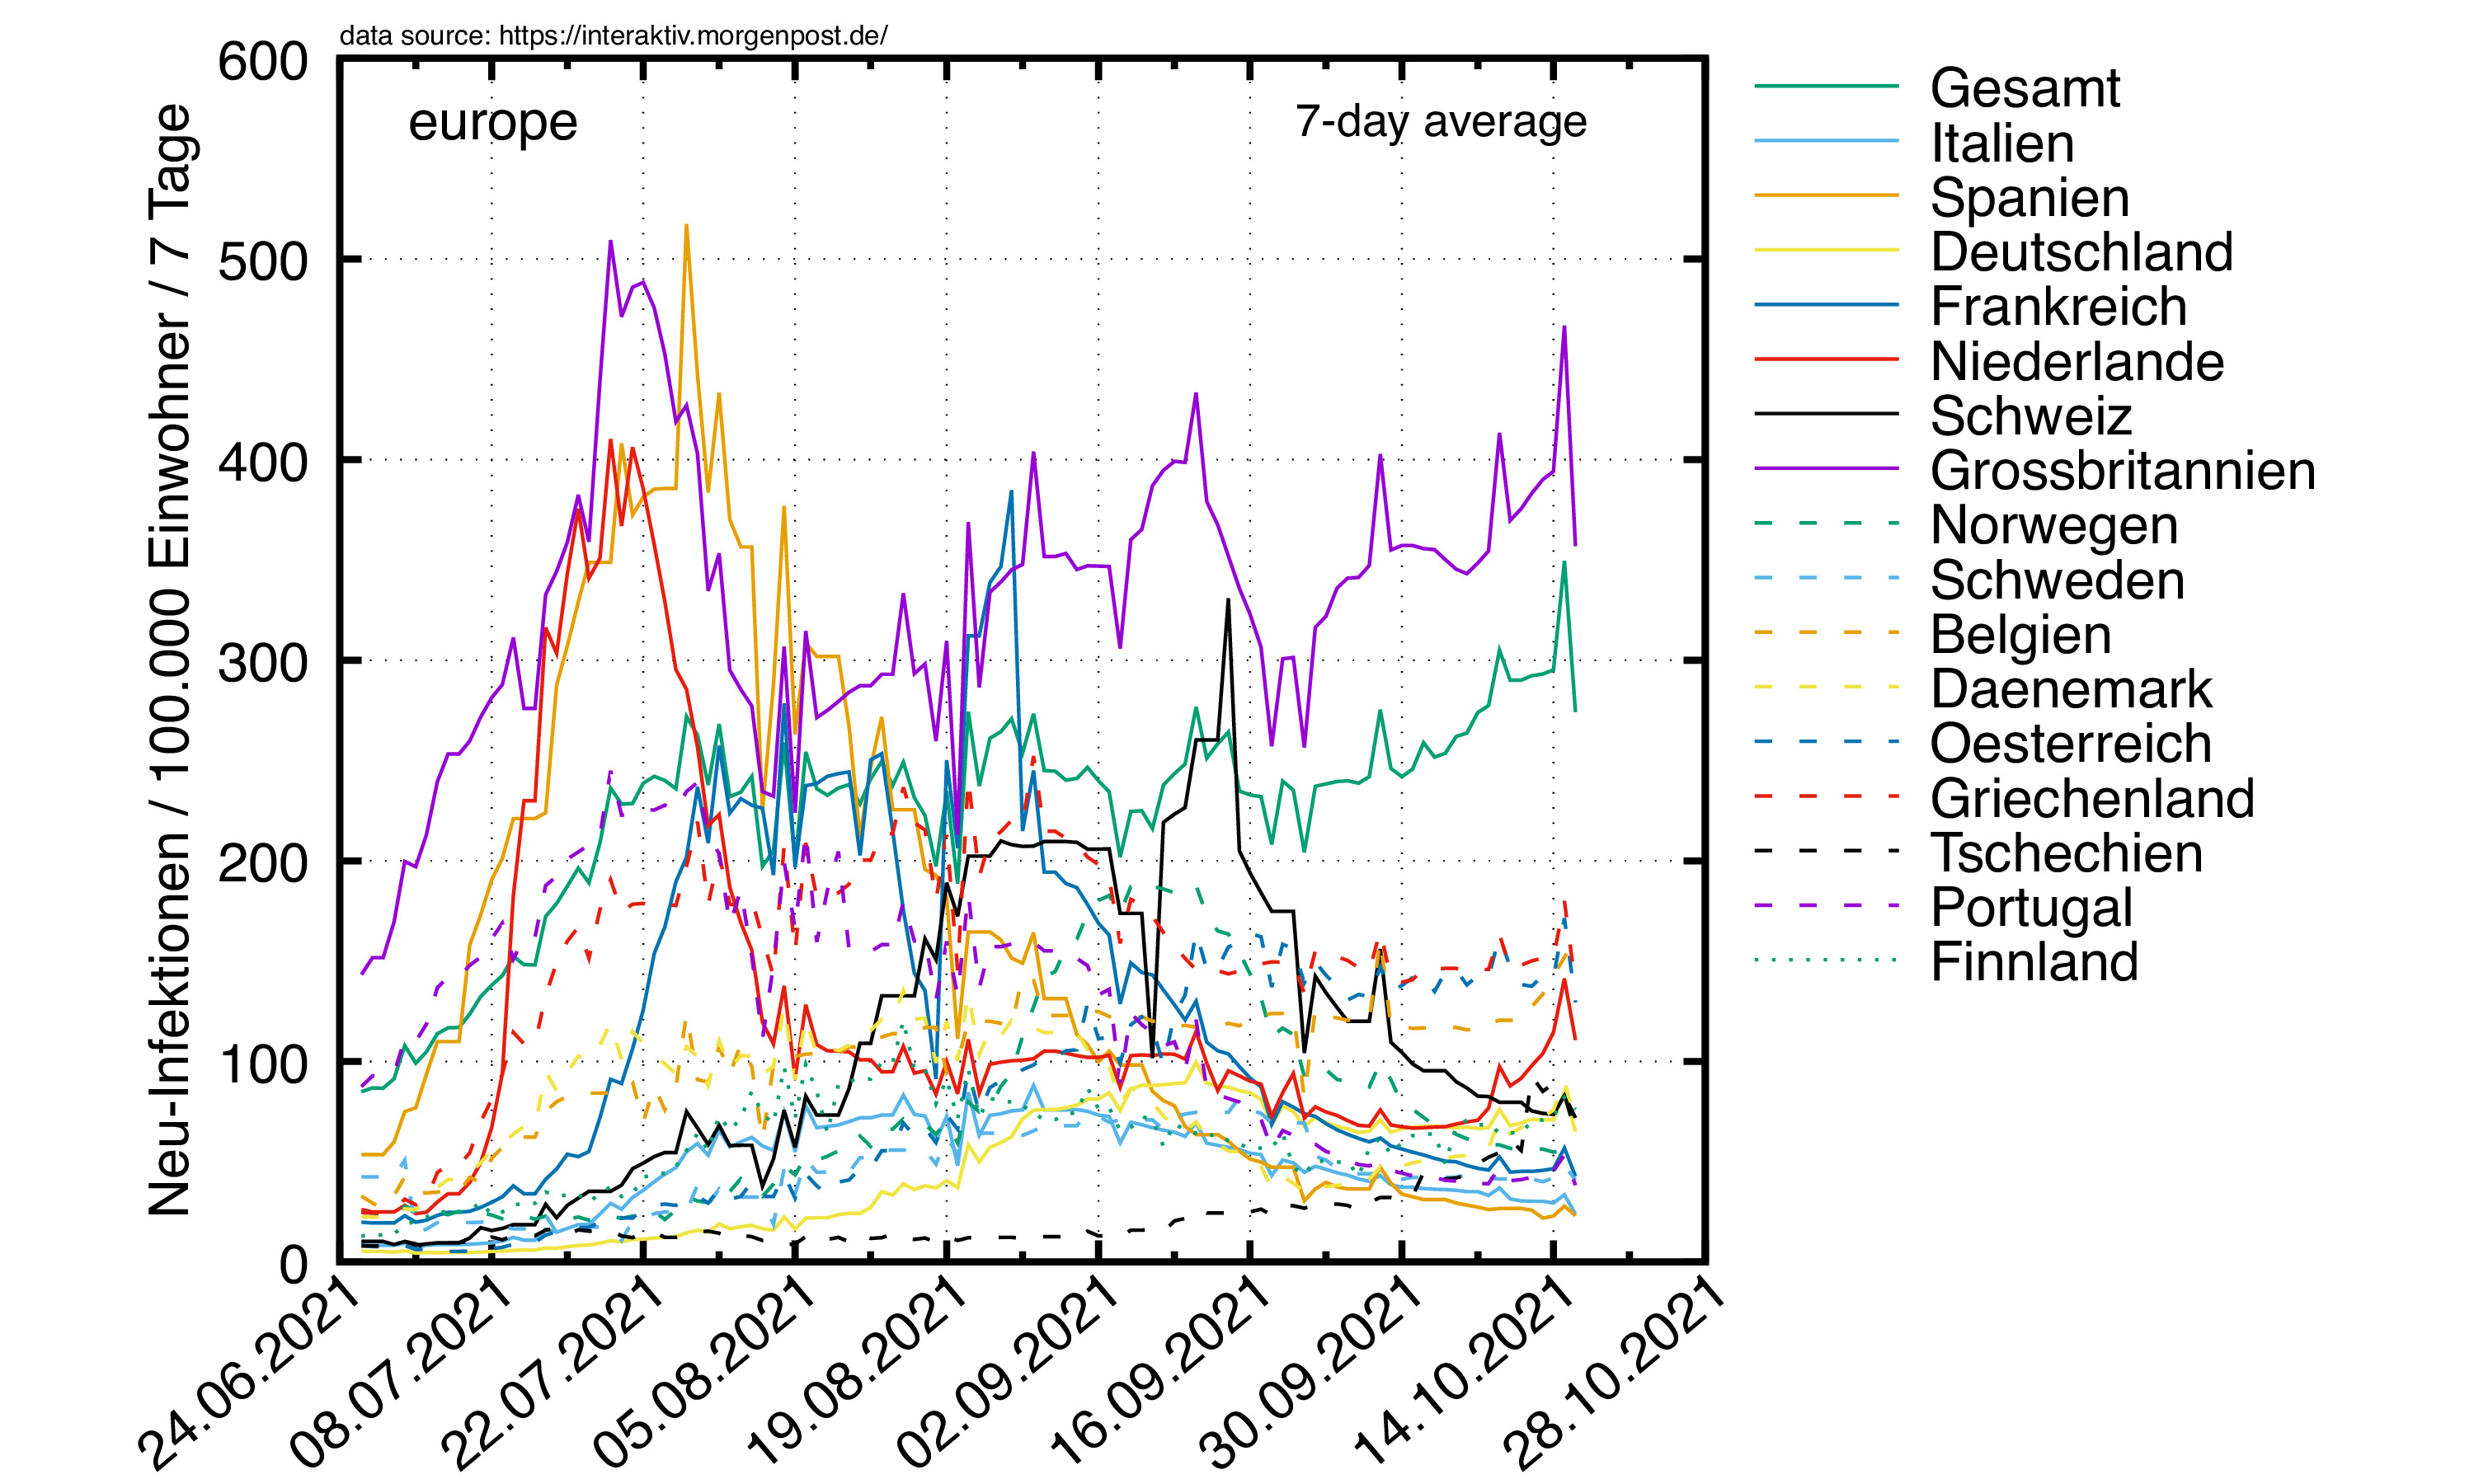 data source: https://interaktiv.morgenpost.de/
europe
7-day average
Neu-Infektionen / 100.000 Einwohner / 7 Tage
600
500
400
300
200
100
0
24.06.2021
08.07.2021
22.07.2021
05.08.2021
19.08.2021
02.09.2021
16.09.2021
30.09.2021
14.10.2021
28.10.2021
Gesamt
Italien
Spanien
Deutschland
Frankreich
Niederlande
Schweiz
Grossbritannien
Norwegen
Schweden
Belgien
Daenemark
Oesterreich
Griechenland
Tschechien
Portugal
Finnland